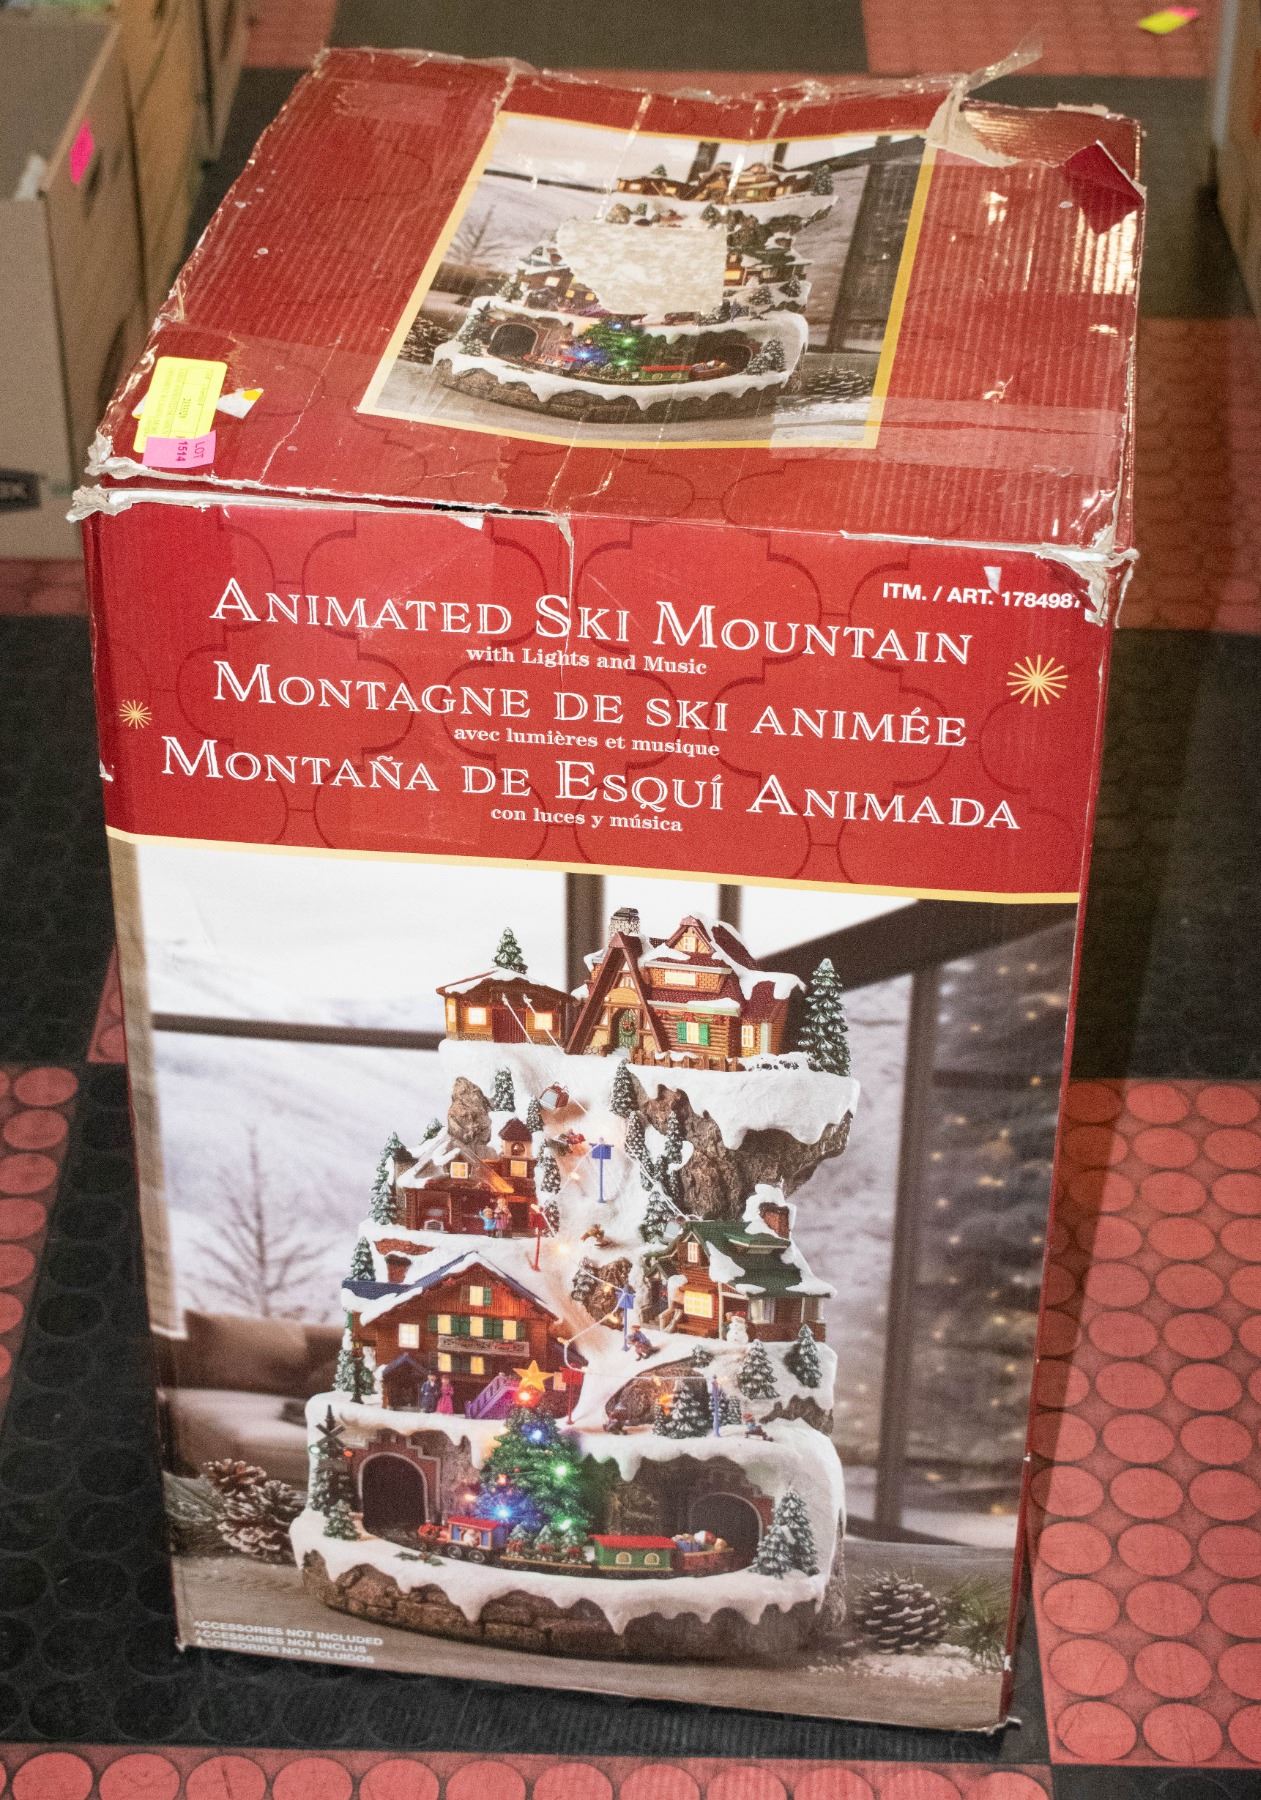 LOT
1514
ITM. / ART. 1784987
ANIMATED SKI MOUNTAIN
with Lights and Music
MONTAGNE DE SKI ANIMÉE
avec lumières et musique
MONTAÑA DE ESQUÍ ANIMADA
con luces y música
ACCESSORIES NOT INCLUDED
ACCESSOIRES NON INCLUS
ACCESORIOS NO INCLUIDOS